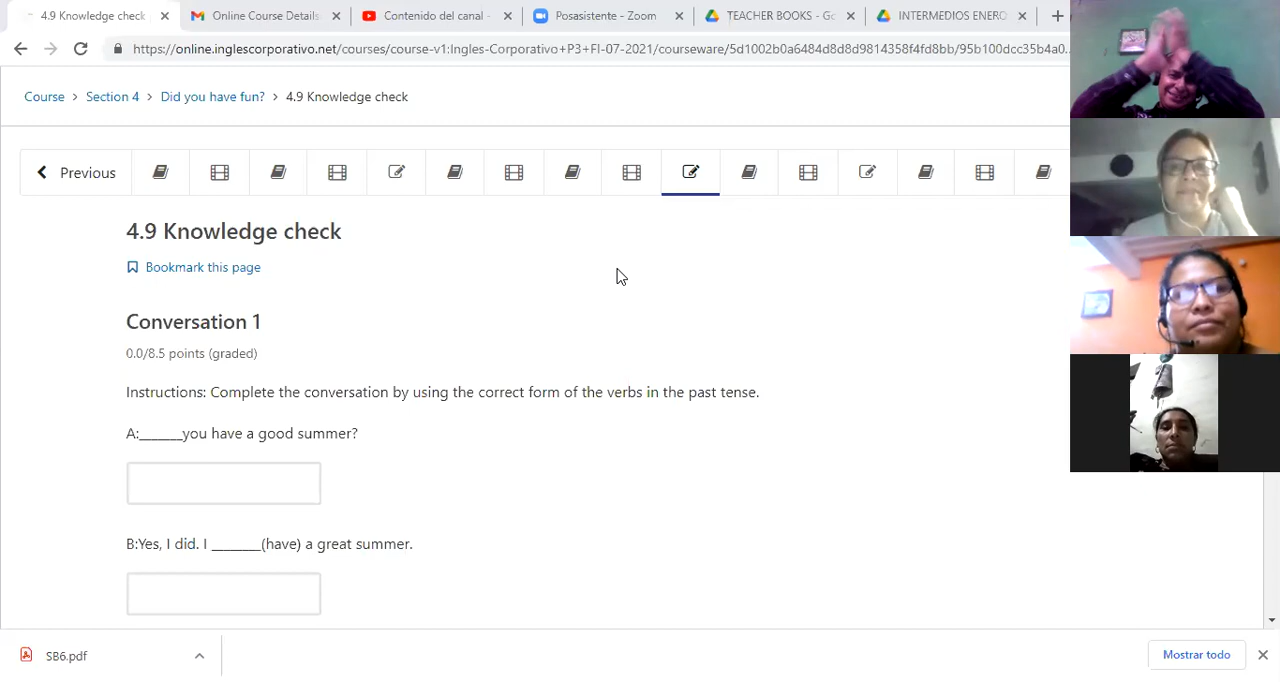 4.9 Knowledge check
Online Course Details
Contenido del canal -
Posasistente - Zoom
TEACHER BOOKS - Go
INTERMEDIOS ENERO
https://online.inglescorporativo.net/courses/course-v1:Ingles-Corporativo+P3+FI-07-2021/courseware/5d1002b0a6484d8d8d9814358f4fd8bb/95b100dcc35b4a0...
Course > Section 4 > Did you have fun? > 4.9 Knowledge check
Previous
4.9 Knowledge check
Bookmark this page
Conversation 1
0.0/8.5 points (graded)
Instructions: Complete the conversation by using the correct form of the verbs in the past tense.
A:______you have a good summer?
B:Yes, I did. I _______(have) a great summer.
SB6.pdf
Mostrar todo